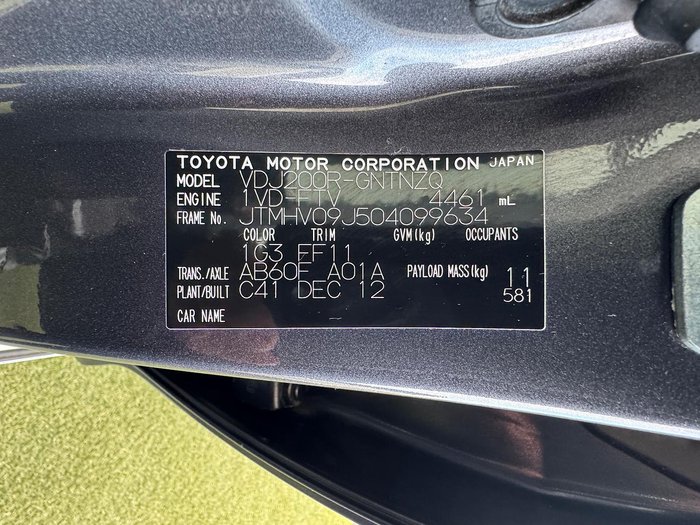 TOYOTA MOTOR CORPORATION JAPAN
MODEL VDJ200R-GNTNZQ
ENGINE 1VD-FTV 4461 mL
FRAME No. JTMHV09J504099634
COLOR TRIM GVM(kg) OCCUPANTS
1G3 FF11
TRANS./AXLE AB60F A01A PAYLOAD MASS(kg) 11
PLANT/BUILT C41 DEC 12 581
CAR NAME